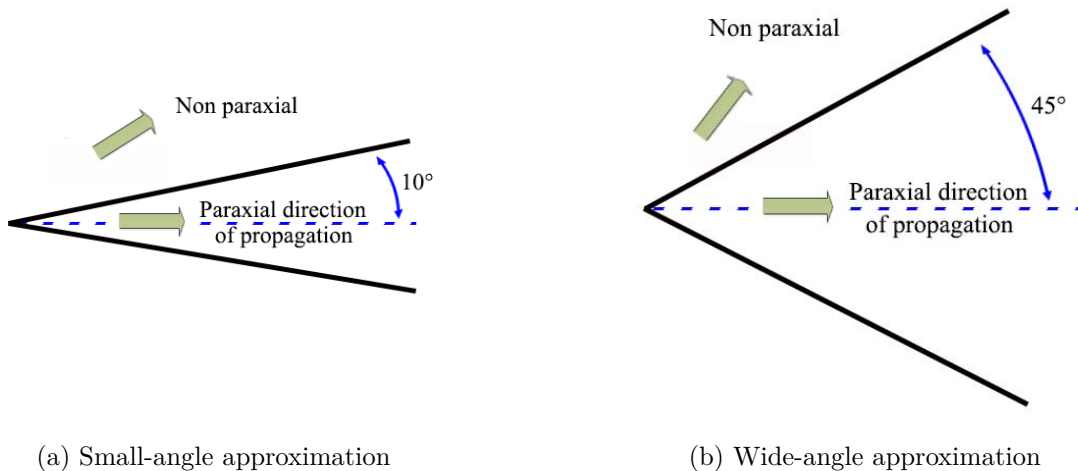 Non paraxial
10°
Paraxial direction
of propagation
(a) Small-angle approximation
Non paraxial
45°
Paraxial direction
of propagation
(b) Wide-angle approximation